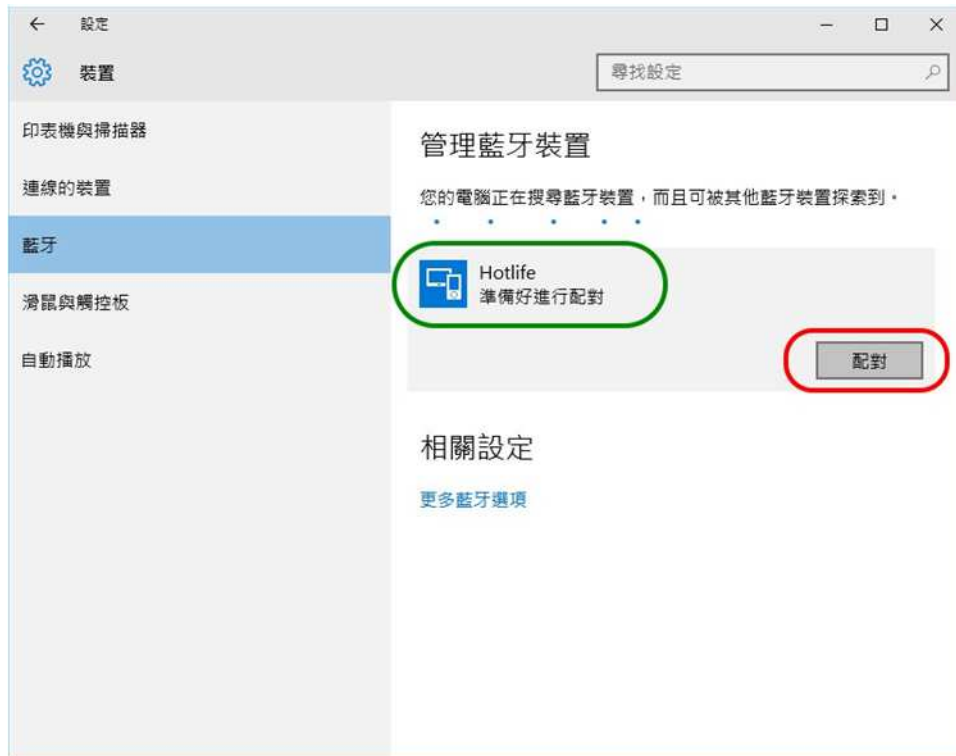 設定
裝置
尋找設定
印表機與掃描器
連線的裝置
藍牙
滑鼠與觸控板
自動播放
管理藍牙裝置
您的電腦正在搜尋藍牙裝置，而且可被其他藍牙裝置探索到。
Hotlife
準備好進行配對
配對
相關設定
更多藍牙選項